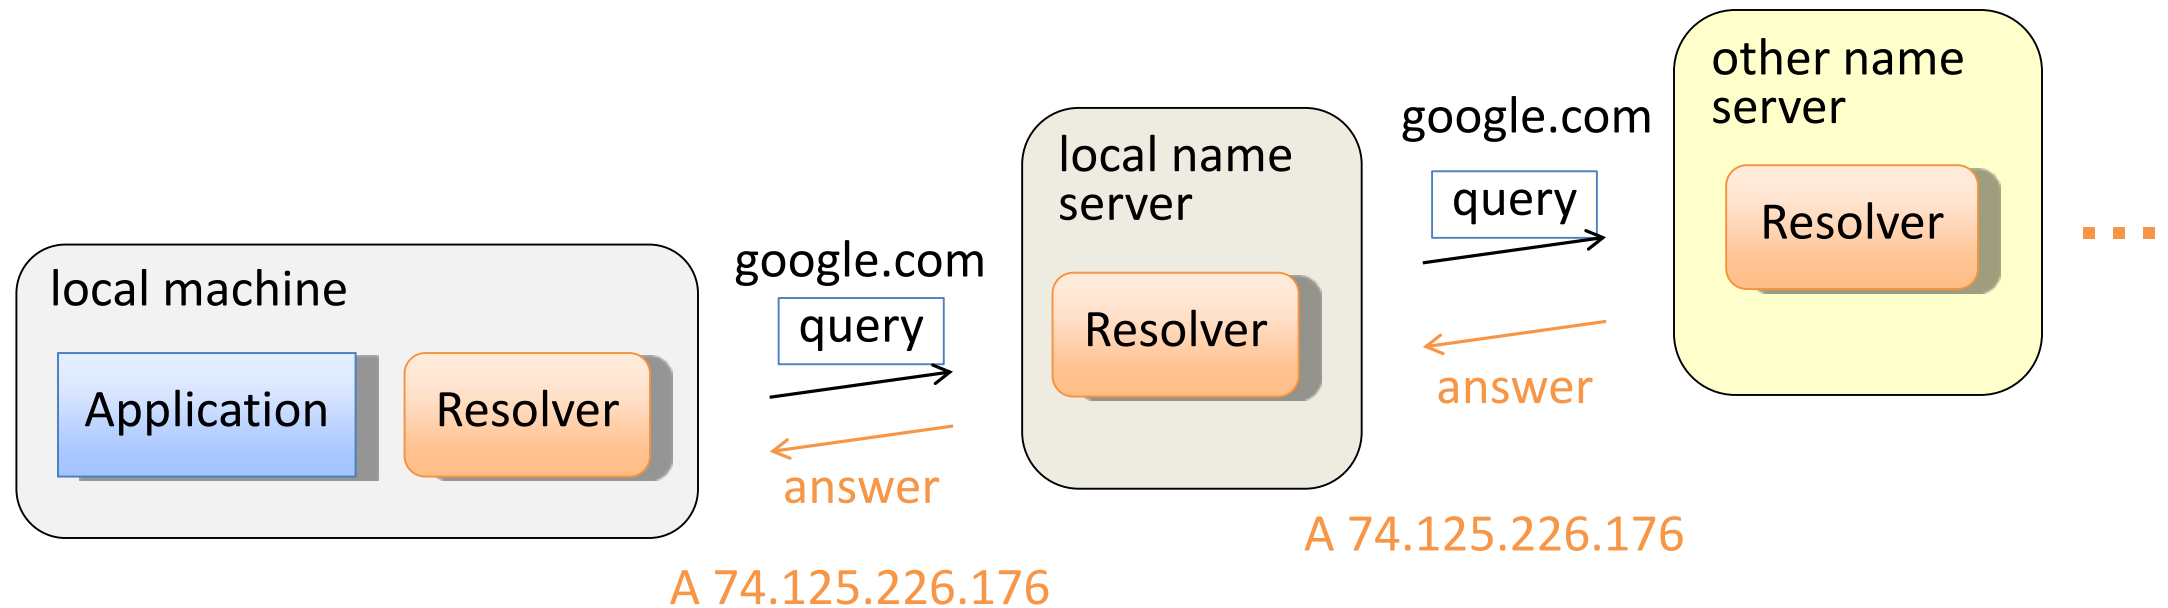 local machine
Application
Resolver
google.com
query
answer
A 74.125.226.176
local name
server
Resolver
google.com
query
answer
A 74.125.226.176
other name
server
Resolver
...